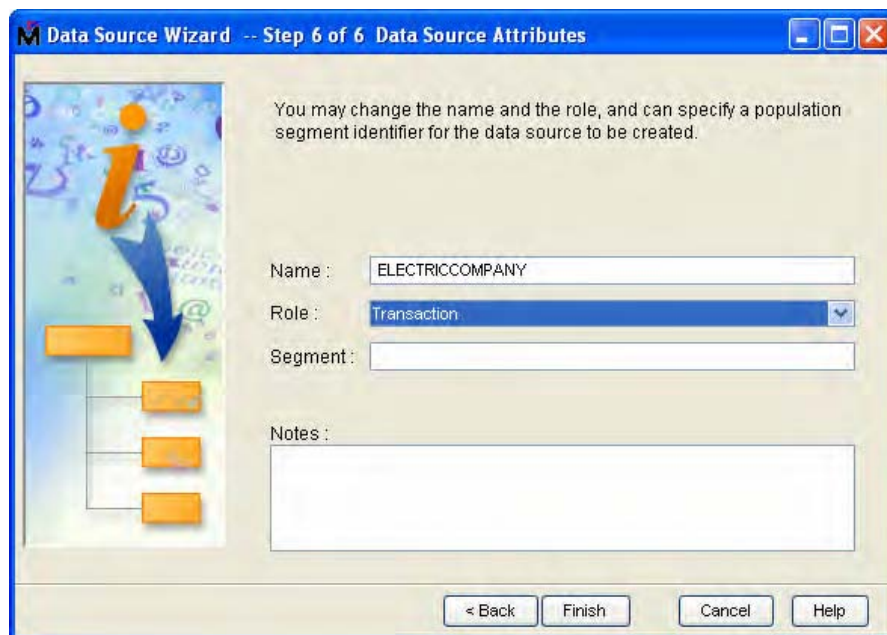 Data Source Wizard -- Step 6 of 6 Data Source Attributes
You may change the name and the role, and can specify a population
segment identifier for the data source to be created.
Name : ELECTRICCOMPANY
Role : Transaction
Segment :
Notes :
< Back Finish Cancel Help